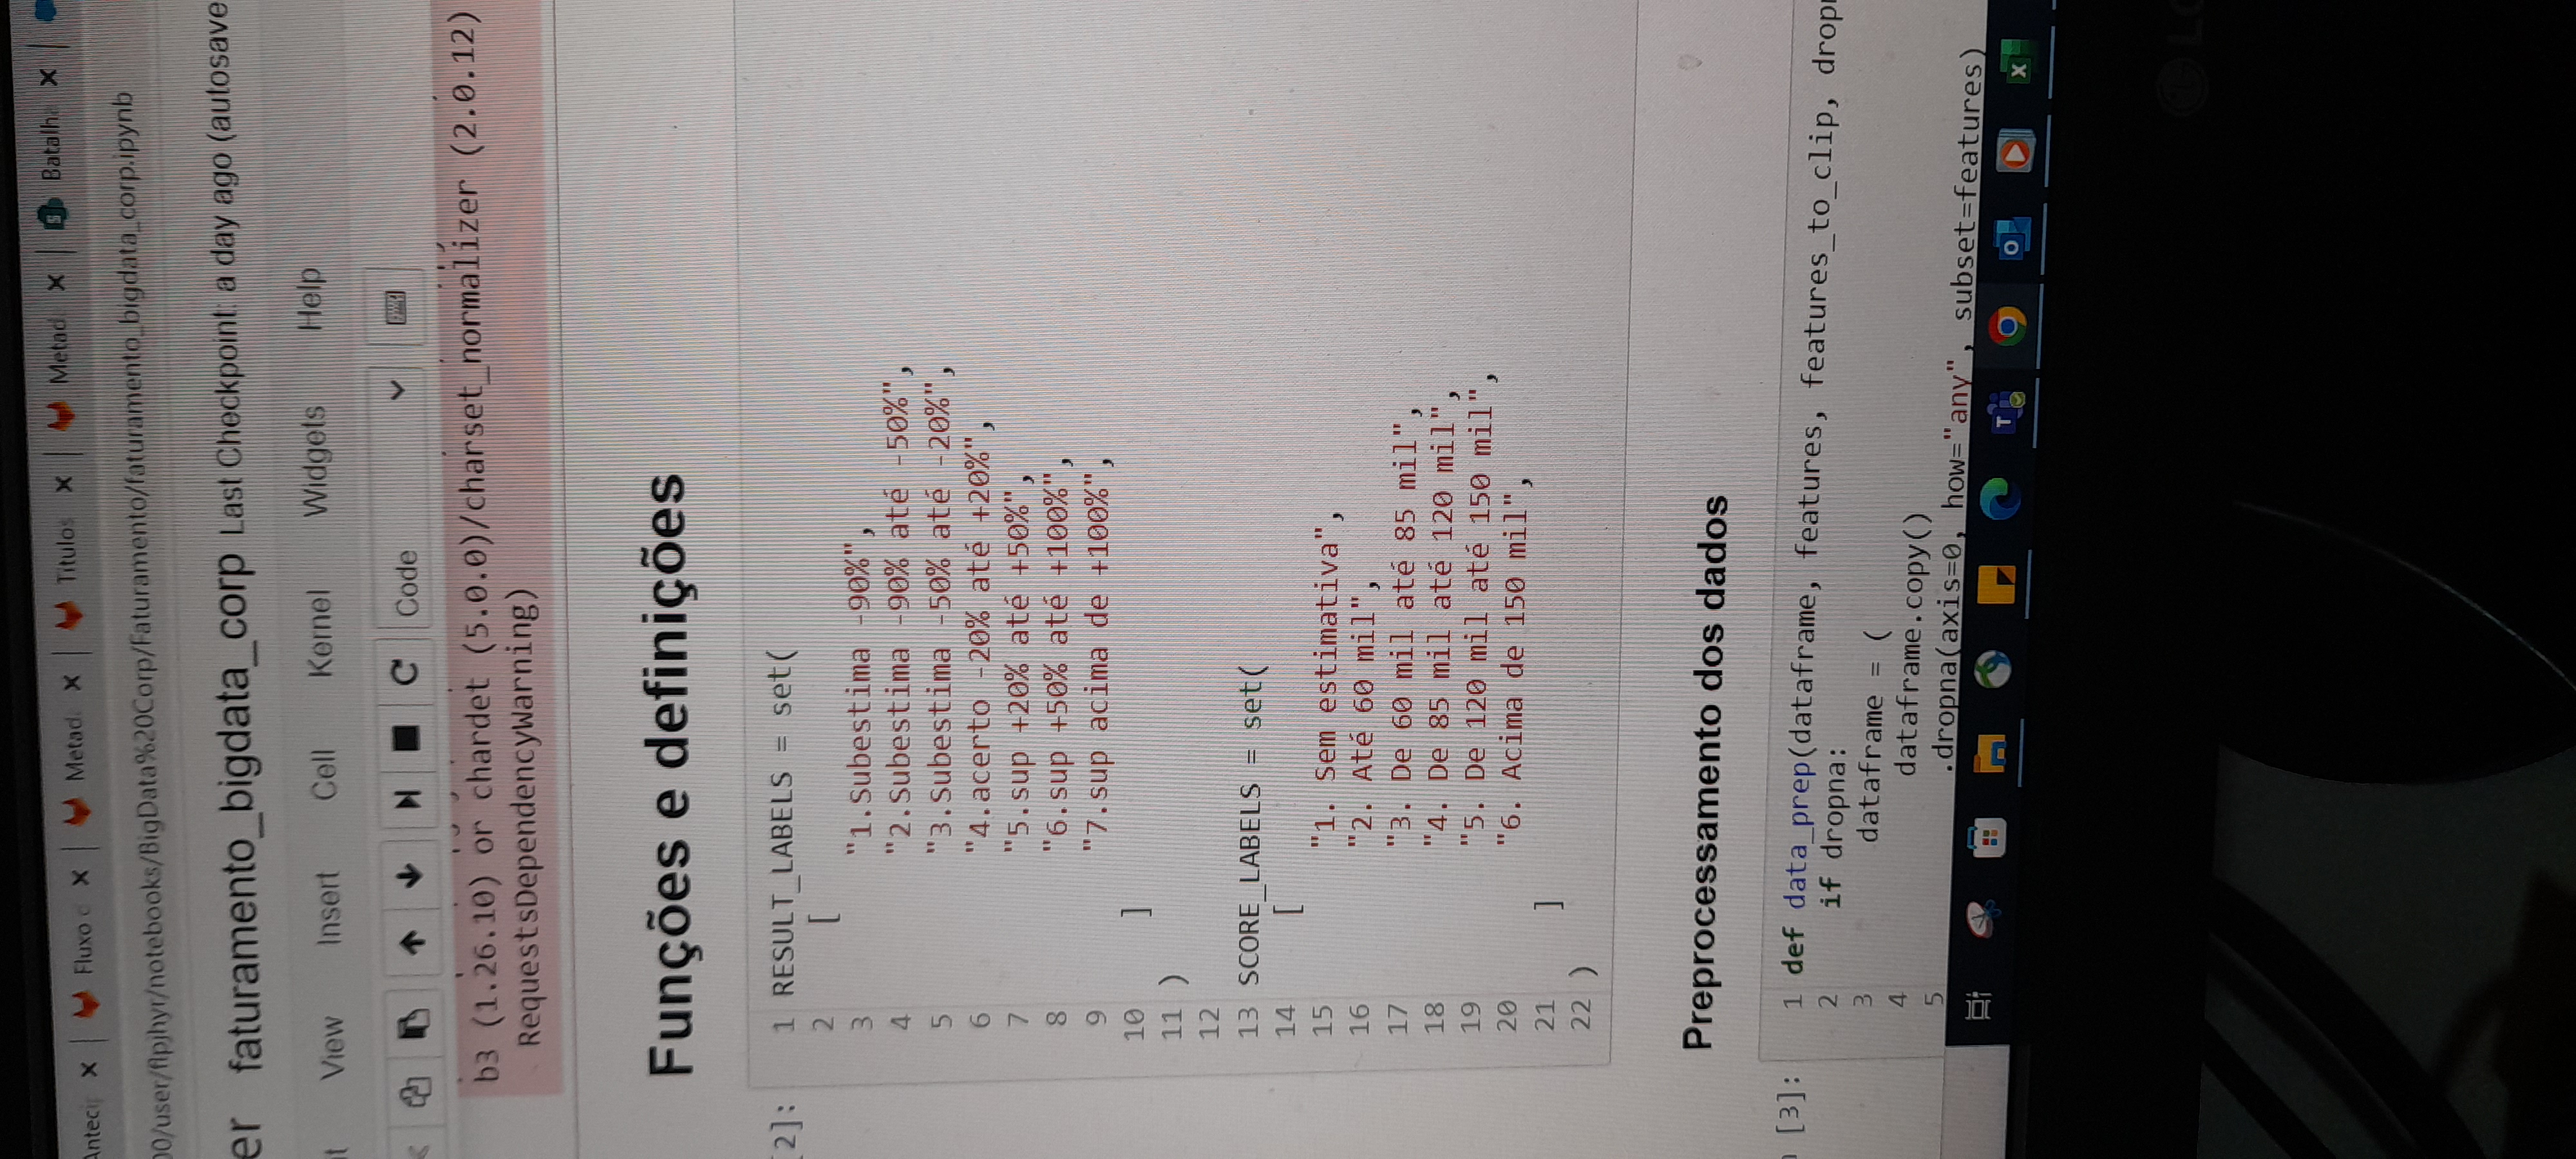 Anteci
Fluxo
Metad
Títulos
Metad
Batalh
00/user/flpjhyr/notebooks/BigData%20Corp/Faturamento/faturamento_bigdata_corp.ipynb
er faturamento_bigdata_corp Last Checkpoint: a day ago (autosave
t View Insert Cell Kernel Widgets Help
Code
b3 (1.26.10) or chardet (5.0.0)/charset_normalizer (2.0.12)
RequestsDependencyWarning)
Funções e definições
[2]:
1 RESULT_LABELS = set(
2 [
3 "1.Subestima -90%",
4 "2.Subestima -90% até -50%",
5 "3.Subestima -50% até -20%",
6 "4.acerto -20% até +20%",
7 "5.sup +20% até +50%",
8 "6.sup +50% até +100%",
9 "7.sup acima de +100%",
10 ]
11 )
12
13 SCORE_LABELS = set(
14 [
15 "1. Sem estimativa",
16 "2. Até 60 mil",
17 "3. De 60 mil até 85 mil",
18 "4. De 85 mil até 120 mil",
19 "5. De 120 mil até 150 mil",
20 "6. Acima de 150 mil",
21 ]
22 )
Preprocessamento dos dados
[3]:
1 def data_prep(dataframe, features, features_to_clip, dropn
2 if dropna:
3 dataframe = (
4 dataframe.copy()
5 .dropna(axis=0, how="any", subset=features)